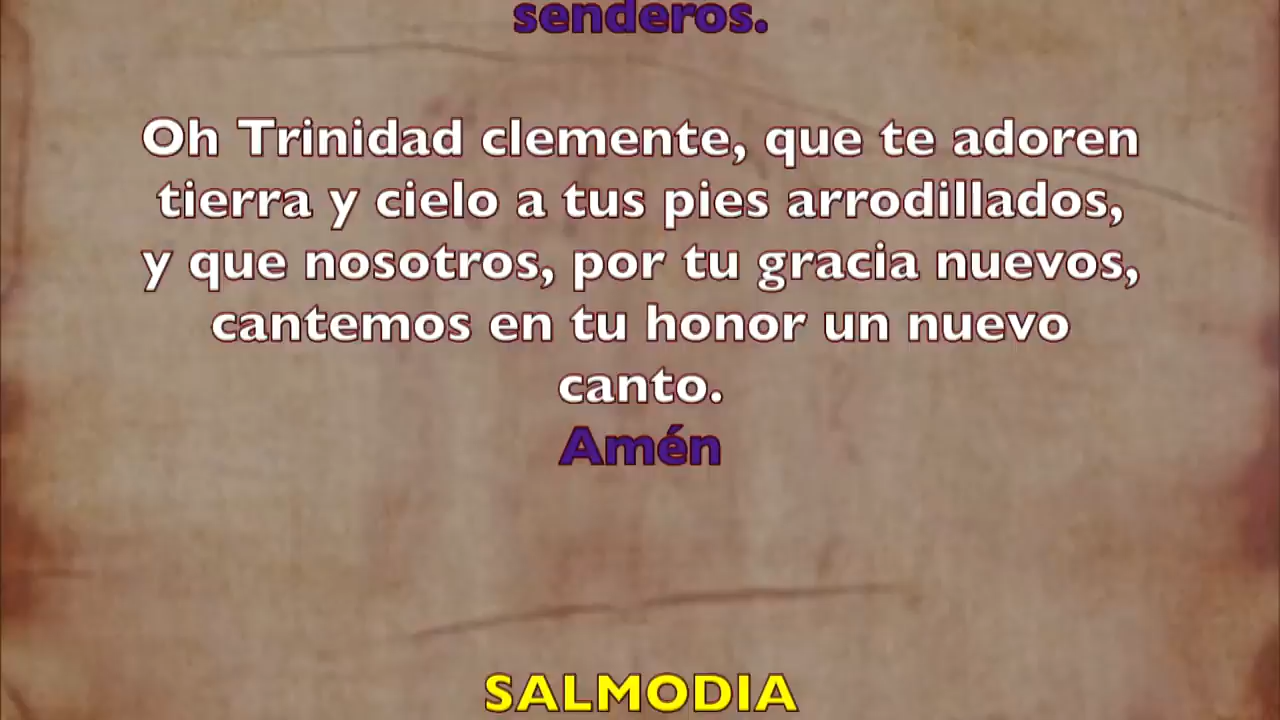 senderos.
Oh Trinidad clemente, que te adoren
tierra y cielo a tus pies arrodillados,
y que nosotros, por tu gracia nuevos,
cantemos en tu honor un nuevo
canto.
Amén
SALMODIA